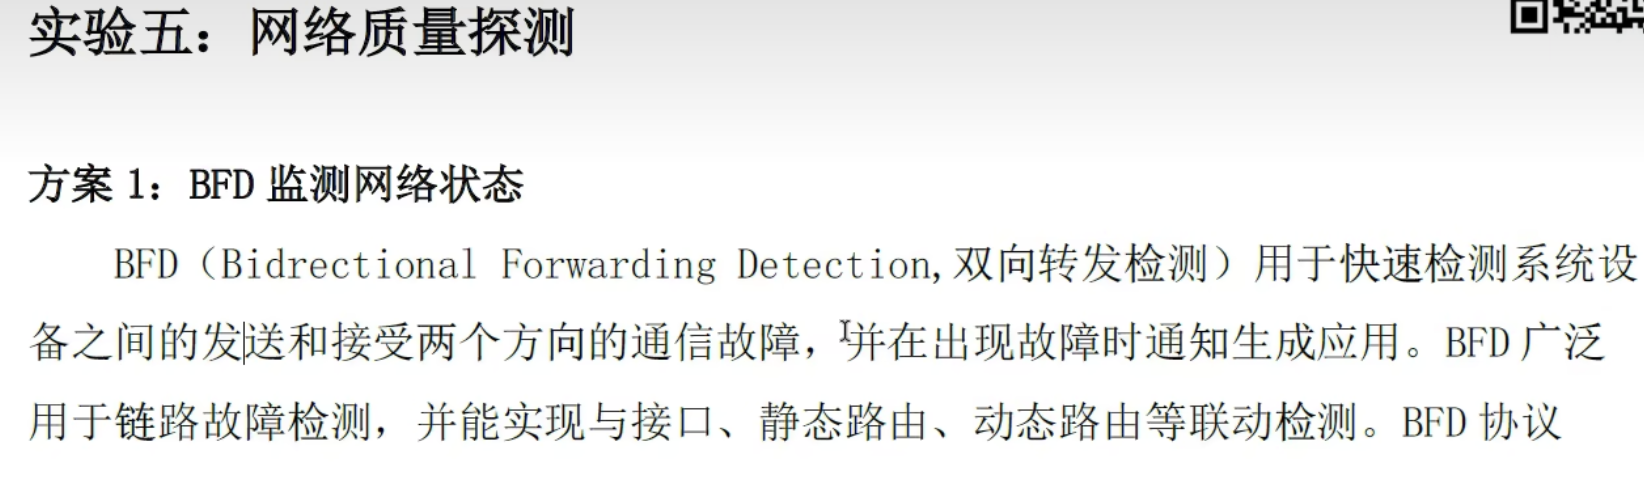 实验五：网络质量探测
方案 1：BFD 监测网络状态
BFD（Bidrectional Forwarding Detection,双向转发检测）用于快速检测系统设
备之间的发送和接受两个方向的通信故障，并在出现故障时通知生成应用。BFD 广泛
用于链路故障检测，并能实现与接口、静态路由、动态路由等联动检测。BFD 协议